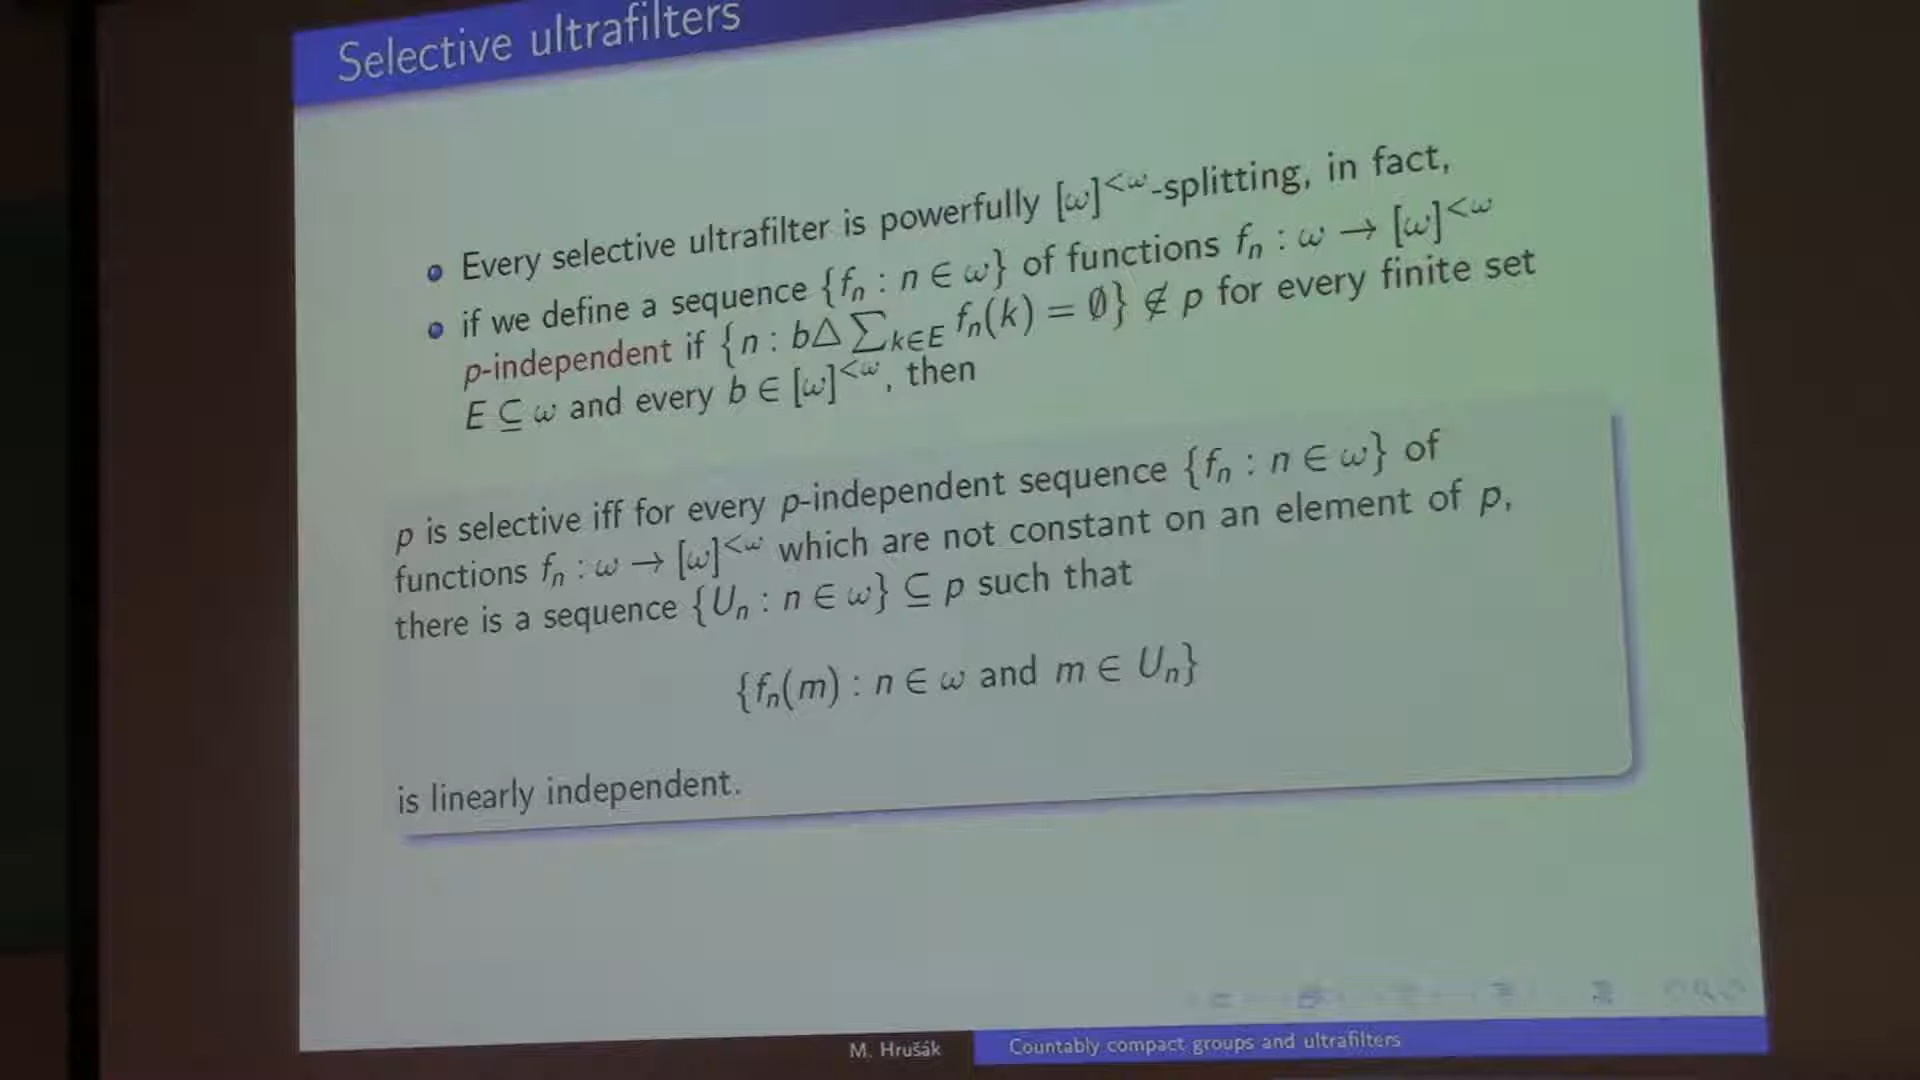 Selective ultrafilters
Every selective ultrafilter is powerfully [ω]^{<ω}-splitting, in fact,
if we define a sequence {f_n : n ∈ ω} of functions f_n : ω → [ω]^{<ω}
p-independent if {n : b△∑_{k∈E} f_n(k) = ∅} ∉ p for every finite set
E ⊆ ω and every b ∈ [ω]^{<ω}, then
p is selective iff for every p-independent sequence {f_n : n ∈ ω} of
functions f_n : ω → [ω]^{<ω} which are not constant on an element of p,
there is a sequence {U_n : n ∈ ω} ⊆ p such that
{f_n(m) : n ∈ ω and m ∈ U_n}
is linearly independent.
M. Hrušák
Countably compact groups and ultrafilters